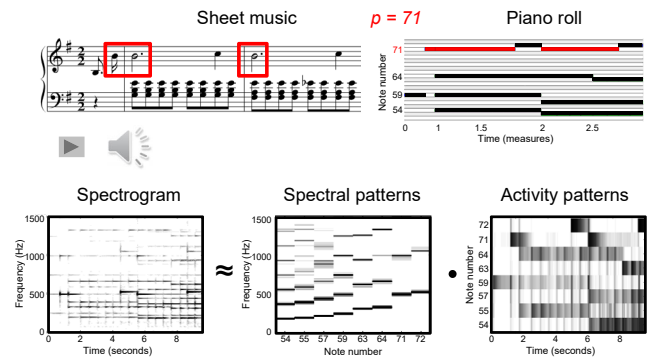 Sheet music
p = 71
Piano roll
Note number
71
64
59
54
0 1 1.5 2 2.5
Time (measures)
Spectrogram
Frequency (Hz)
1500
1000
500
0
0 2 4 6 8
Time (seconds)
≈
Spectral patterns
Frequency (Hz)
1500
1000
500
0
54 55 57 59 63 64 71 72
Note number
•
Activity patterns
Note number
72
71
64
63
59
57
55
54
0 2 4 6 8
Time (seconds)